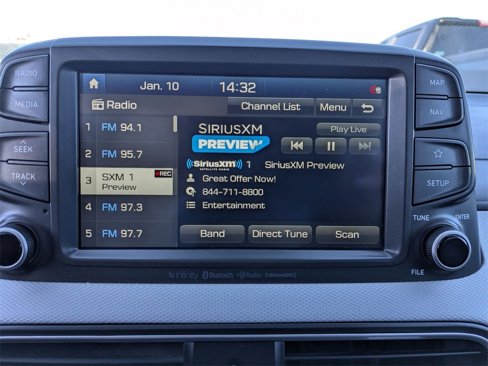 RADIO
MEDIA
SEEK
TRACK
MAP
NAV
SETUP
TUNE
ENTER
FILE
Jan. 10
14:32
Radio
Channel List
Menu
1 FM 94.1
2 FM 95.7
3 SXM 1 REC
Preview
4 FM 97.3
5 FM 97.7
SIRIUSXM
PREVIEW
Play Live
SiriusXM 1 SiriusXM Preview
SATELLITE RADIO
Great Offer Now!
844-711-8800
Entertainment
Band
Direct Tune
Scan
infinity Bluetooth HD Radio SiriusXM